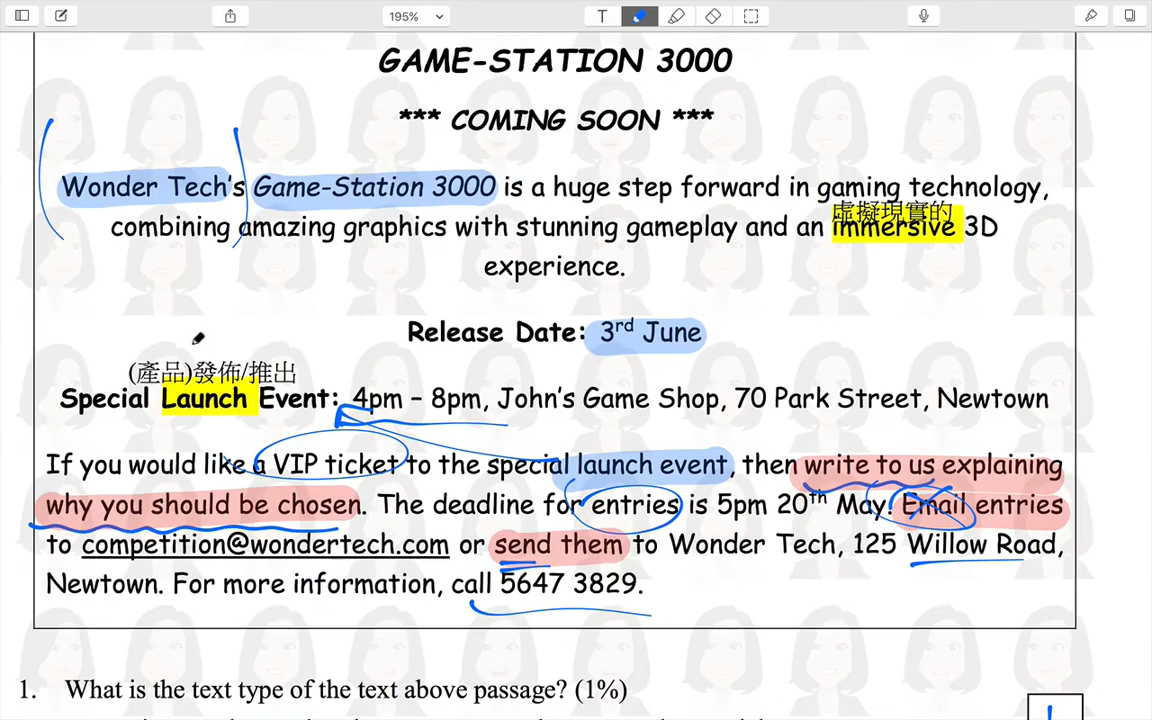 195%
T
GAME-STATION 3000
*** COMING SOON ***
Wonder Tech's Game-Station 3000 is a huge step forward in gaming technology,
虛擬現實的
combining amazing graphics with stunning gameplay and an immersive 3D
experience.
Release Date: 3rd June
(產品)發佈/推出
Special Launch Event: 4pm – 8pm, John's Game Shop, 70 Park Street, Newtown
If you would like a VIP ticket to the special launch event, then write to us explaining
why you should be chosen. The deadline for entries is 5pm 20th May. Email entries
to competition@wondertech.com or send them to Wonder Tech, 125 Willow Road,
Newtown. For more information, call 5647 3829.
1. What is the text type of the text above passage? (1%)